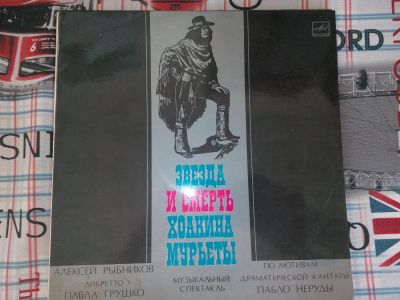 ЗВЕЗДА
И СМЕРТЬ
ХОАКИНА
МУРЬЕТЫ
АЛЕКСЕЙ РЫБНИКОВ
ЛИБРЕТТО
ПАВЛА ГРУШКО
МУЗЫКАЛЬНЫЙ
СПЕКТАКЛЬ
ПО МОТИВАМ
ДРАМАТИЧЕСКОЙ КАНТАТЫ
ПАБЛО НЕРУДЫ
6
ORD
SNI
ENS